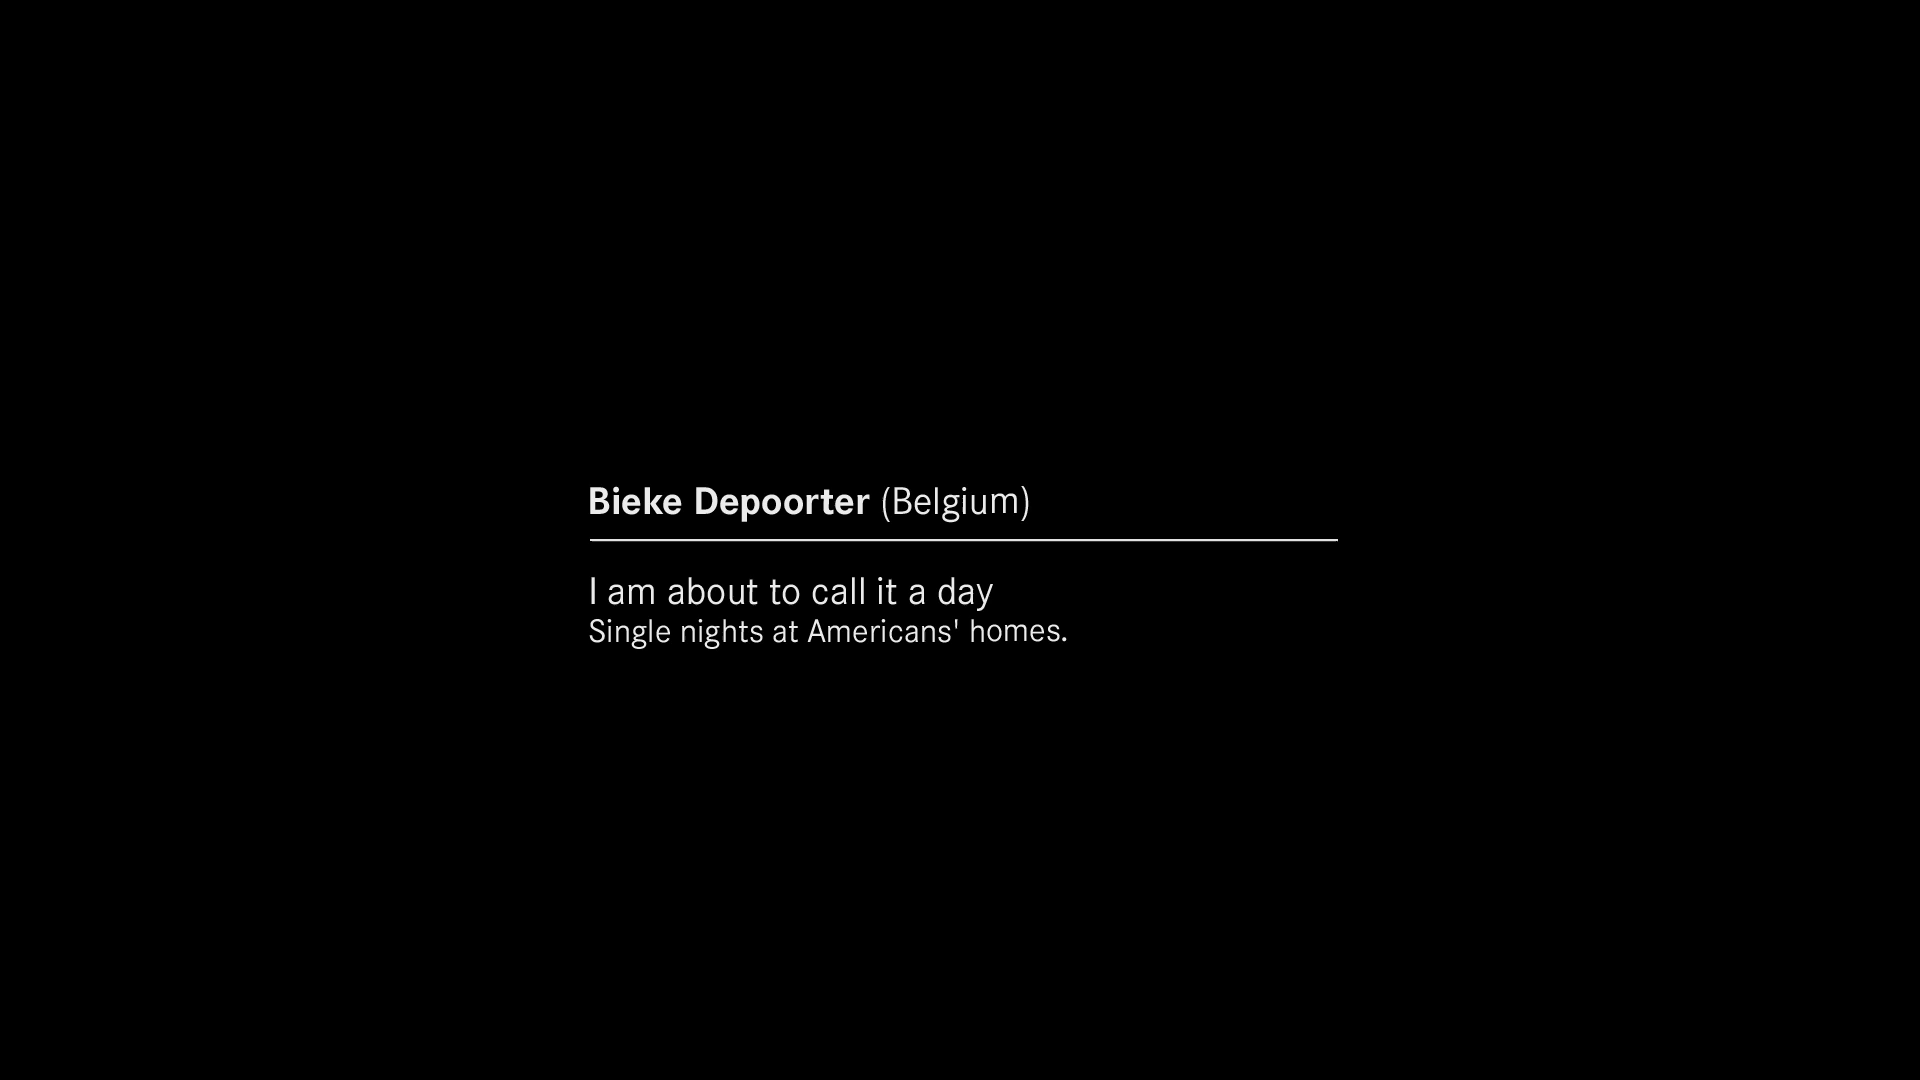 Bieke Depoorter (Belgium)
I am about to call it a day
Single nights at Americans' homes.